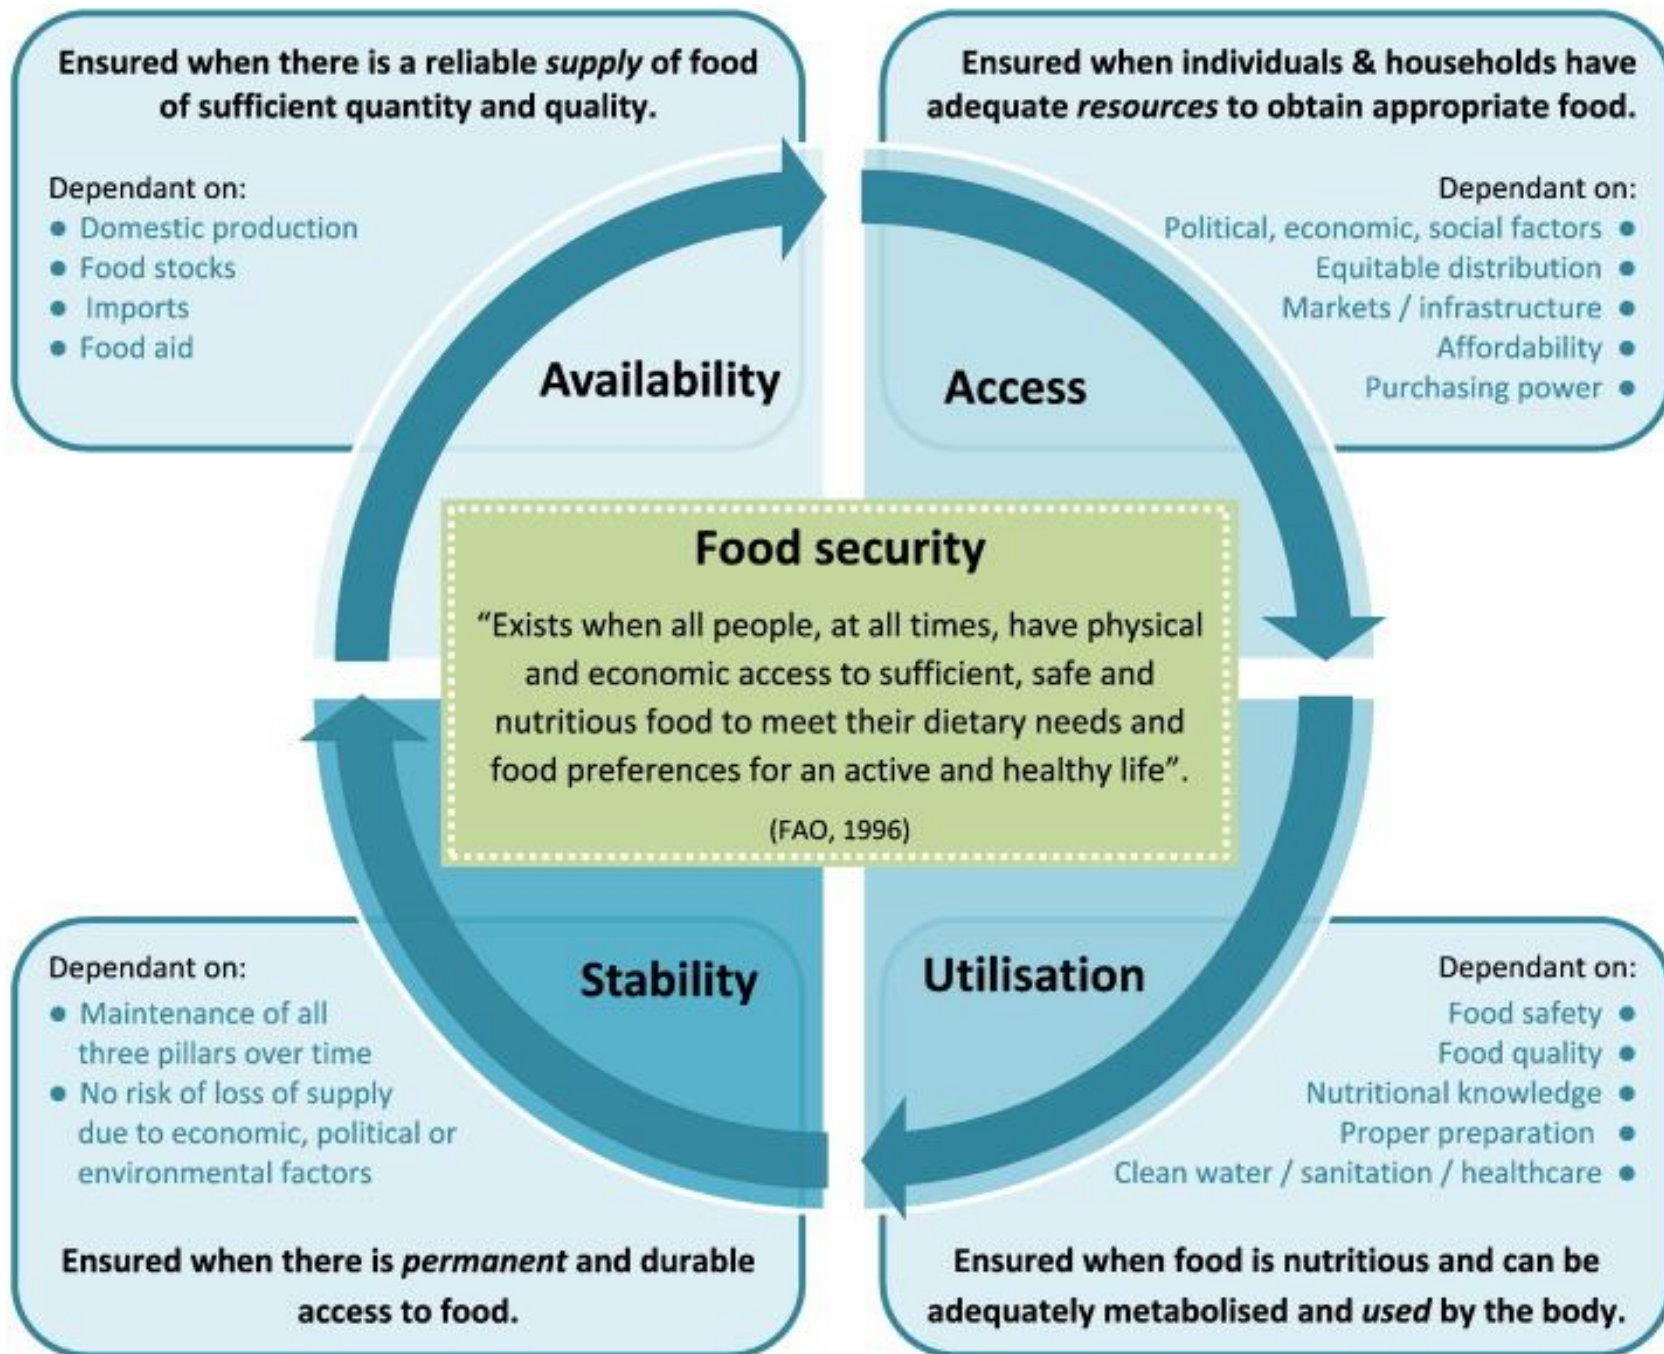 Ensured when there is a reliable supply of food
of sufficient quantity and quality.
Dependant on:
● Domestic production
● Food stocks
● Imports
● Food aid
Availability
Ensured when individuals & households have
adequate resources to obtain appropriate food.
Dependant on:
Political, economic, social factors ●
Equitable distribution ●
Markets / infrastructure ●
Affordability ●
Purchasing power ●
Access
Food security
“Exists when all people, at all times, have physical
and economic access to sufficient, safe and
nutritious food to meet their dietary needs and
food preferences for an active and healthy life”.
(FAO, 1996)
Stability
Dependant on:
● Maintenance of all
three pillars over time
● No risk of loss of supply
due to economic, political or
environmental factors
Ensured when there is permanent and durable
access to food.
Utilisation
Dependant on:
Food safety ●
Food quality ●
Nutritional knowledge ●
Proper preparation ●
Clean water / sanitation / healthcare ●
Ensured when food is nutritious and can be
adequately metabolised and used by the body.